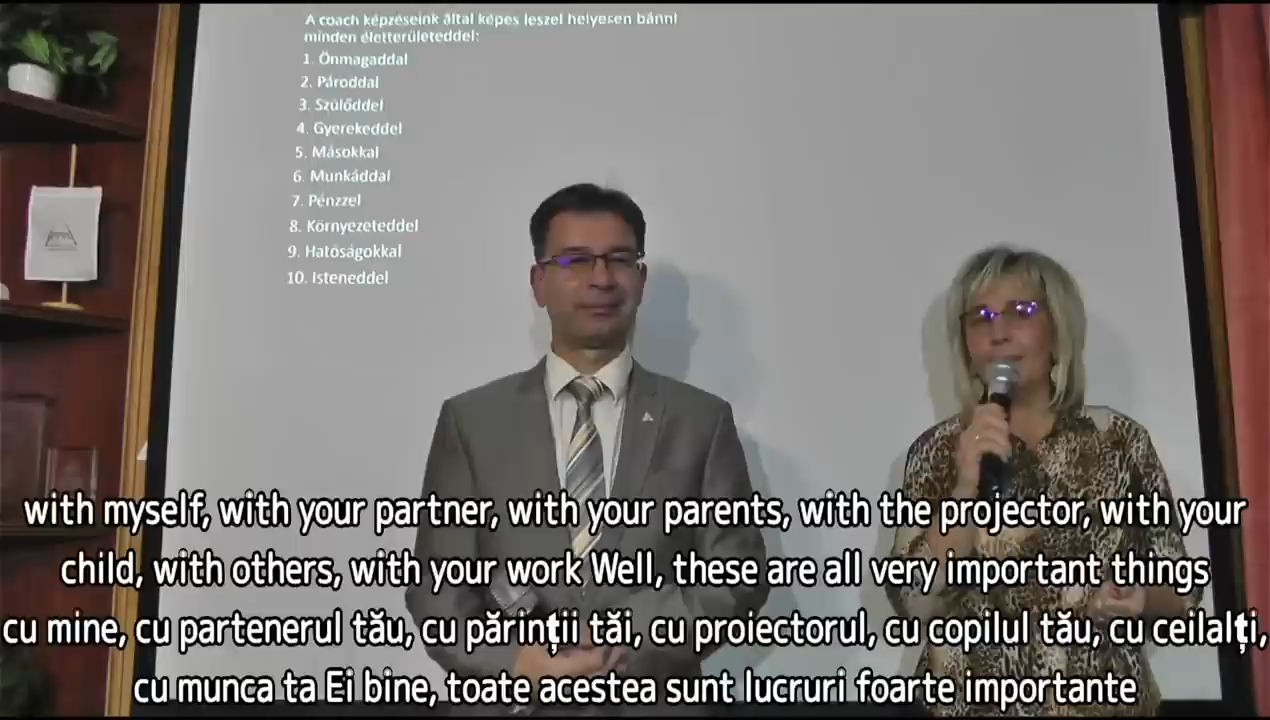 A coach képzéseink által képes leszel helyesen bánni
minden életterületeddel:
1. Önmagaddal
2. Pároddal
3. Szülőddel
4. Gyerekeddel
5. Másokkal
6. Munkáddal
7. Pénzzel
8. Környezeteddel
9. Hatóságokkal
10. Isteneddel
with myself, with your partner, with your parents, with the projector, with your
child, with others, with your work Well, these are all very important things
cu mine, cu partenerul tău, cu părinții tăi, cu proiectorul, cu copilul tău, cu ceilalți,
cu munca ta Ei bine, toate acestea sunt lucruri foarte importante